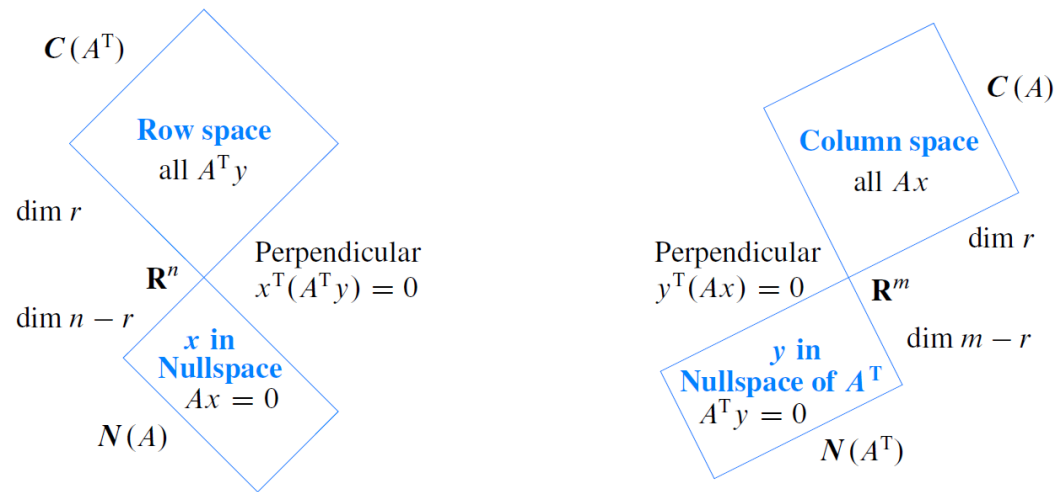 C(Aᵀ)
Row space
all Aᵀy
dim r
Perpendicular
xᵀ(Aᵀy) = 0
Rⁿ
dim n − r
x in
Nullspace
Ax = 0
N(A)
C(A)
Column space
all Ax
dim r
Perpendicular
yᵀ(Ax) = 0
Rᵐ
dim m − r
y in
Nullspace of Aᵀ
Aᵀy = 0
N(Aᵀ)